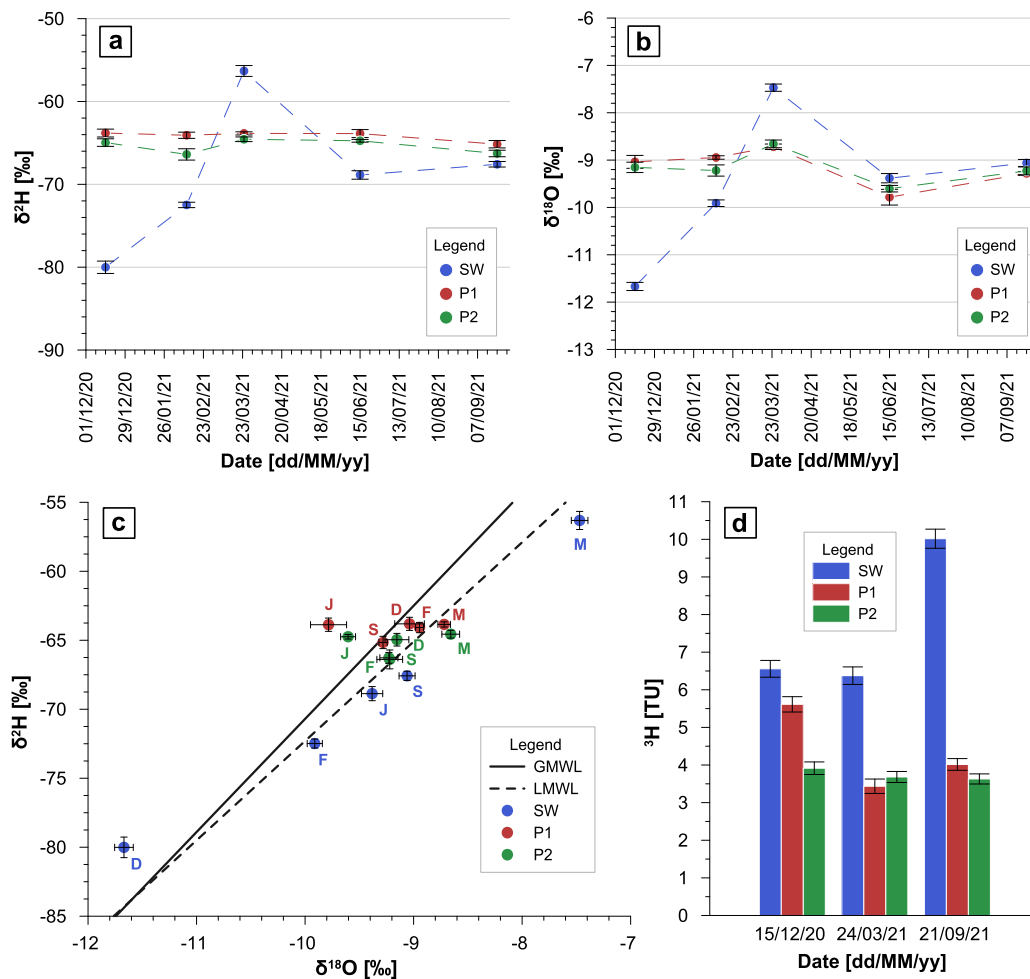 a
-50
-60
-70
-80
-90
δ²H [‰]
01/12/20
29/12/20
26/01/21
23/02/21
23/03/21
20/04/21
18/05/21
15/06/21
13/07/21
10/08/21
07/09/21
Date [dd/MM/yy]
Legend
SW
P1
P2
b
-6
-7
-8
-9
-10
-11
-12
-13
δ¹⁸O [‰]
01/12/20
29/12/20
26/01/21
23/02/21
23/03/21
20/04/21
18/05/21
15/06/21
13/07/21
10/08/21
07/09/21
Date [dd/MM/yy]
Legend
SW
P1
P2
c
-55
-60
-65
-70
-75
-80
-85
δ²H [‰]
M
J
D
F
M
S
J
D
M
F
S
S
J
F
D
Legend
GMWL
LMWL
SW
P1
P2
-12
-11
-10
-9
-8
-7
δ¹⁸O [‰]
d
11
10
9
8
7
6
5
4
3
2
1
0
³H [TU]
Legend
SW
P1
P2
15/12/20
24/03/21
21/09/21
Date [dd/MM/yy]